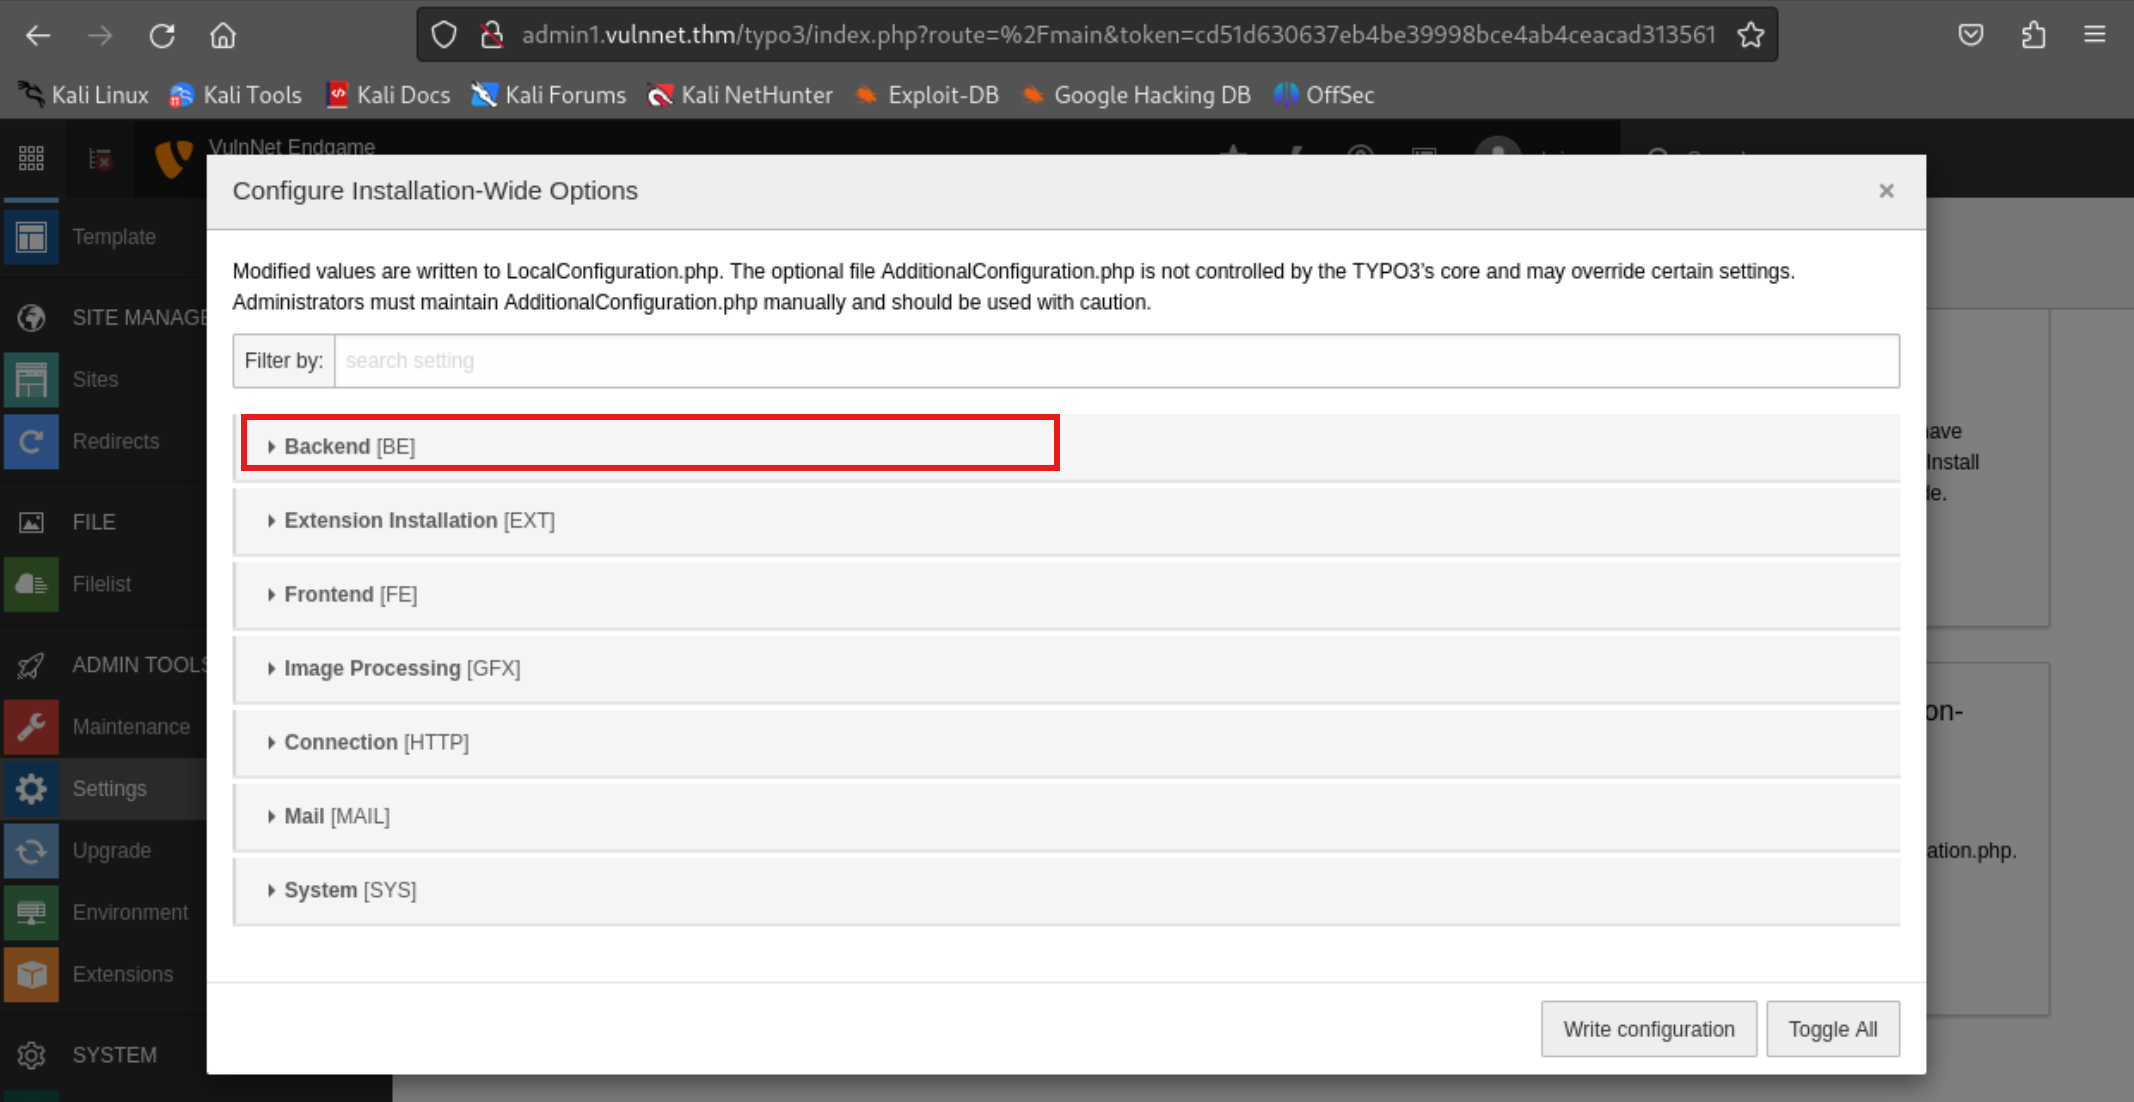 admin1.vulnnet.thm/typo3/index.php?route=%2Fmain&token=cd51d630637eb4be39998bce4ab4ceacad313561
Kali Linux Kali Tools Kali Docs Kali Forums Kali NetHunter Exploit-DB Google Hacking DB OffSec
VulnNet Endgame
Configure Installation-Wide Options
Modified values are written to LocalConfiguration.php. The optional file AdditionalConfiguration.php is not controlled by the TYPO3's core and may override certain settings.
Administrators must maintain AdditionalConfiguration.php manually and should be used with caution.
Filter by: search setting
Backend [BE]
Extension Installation [EXT]
Frontend [FE]
Image Processing [GFX]
Connection [HTTP]
Mail [MAIL]
System [SYS]
Write configuration Toggle All
Template
SITE MANAGE
Sites
Redirects
FILE
Filelist
ADMIN TOOLS
Maintenance
Settings
Upgrade
Environment
Extensions
SYSTEM
have
Install
de.
on-
ation.php.